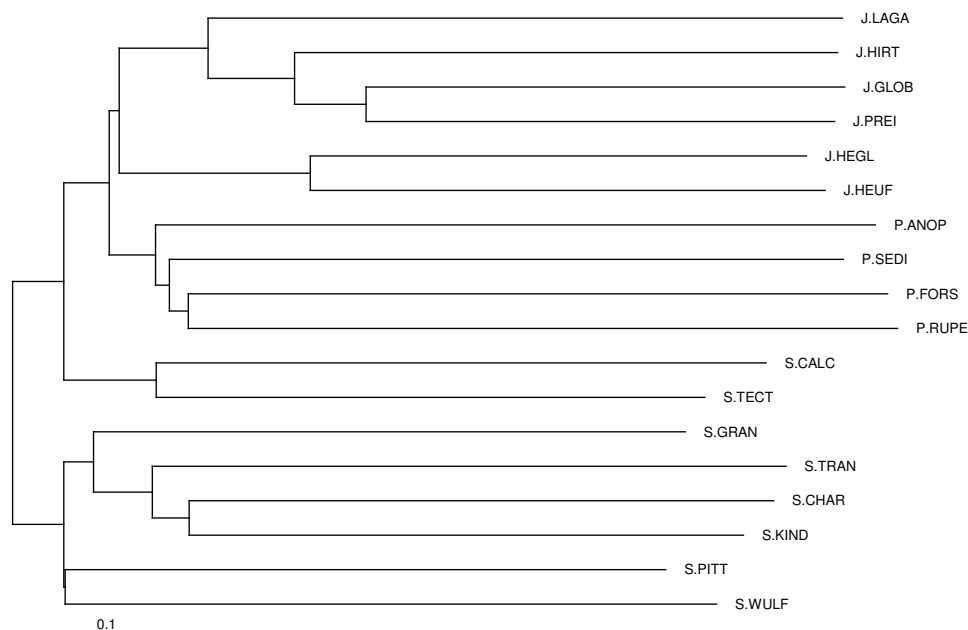 J.LAGA
J.HIRT
J.GLOB
J.PREI
J.HEGL
J.HEUF
P.ANOP
P.SEDI
P.FORS
P.RUPE
S.CALC
S.TECT
S.GRAN
S.TRAN
S.CHAR
S.KIND
S.PITT
S.WULF
0.1